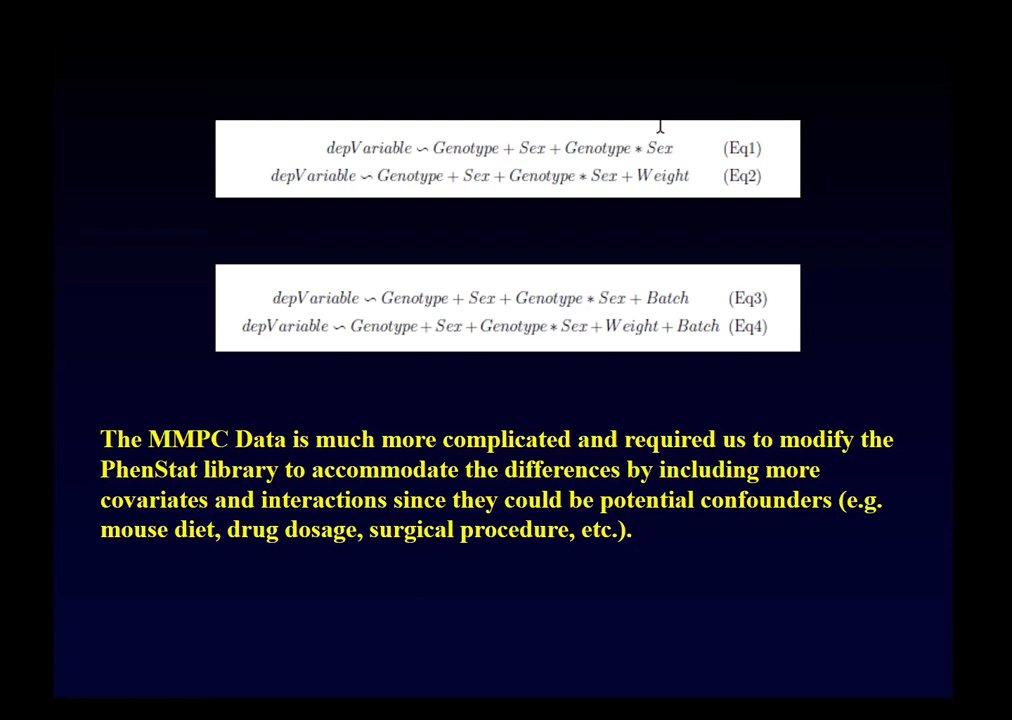 depVariable ∽ Genotype + Sex + Genotype ∗ Sex (Eq1)
depVariable ∽ Genotype + Sex + Genotype ∗ Sex + Weight (Eq2)
depVariable ∽ Genotype + Sex + Genotype ∗ Sex + Batch (Eq3)
depVariable ∽ Genotype + Sex + Genotype ∗ Sex + Weight + Batch (Eq4)
The MMPC Data is much more complicated and required us to modify the
PhenStat library to accommodate the differences by including more
covariates and interactions since they could be potential confounders (e.g.
mouse diet, drug dosage, surgical procedure, etc.).